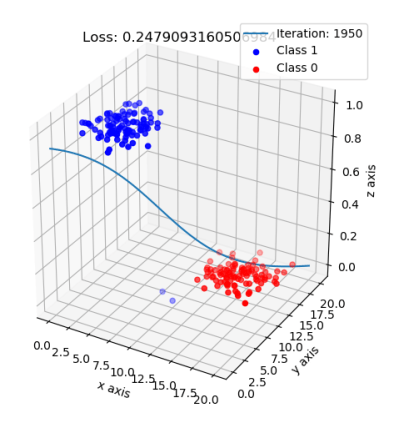 Loss: 0.2479093160506984
Iteration: 1950
Class 1
Class 0
1.0
0.8
0.6
0.4
0.2
0.0
z axis
0.0 2.5 5.0 7.5 10.0 12.5 15.0 17.5 20.0
x axis
0.0 2.5 5.0 7.5 10.0 12.5 15.0 17.5 20.0
y axis